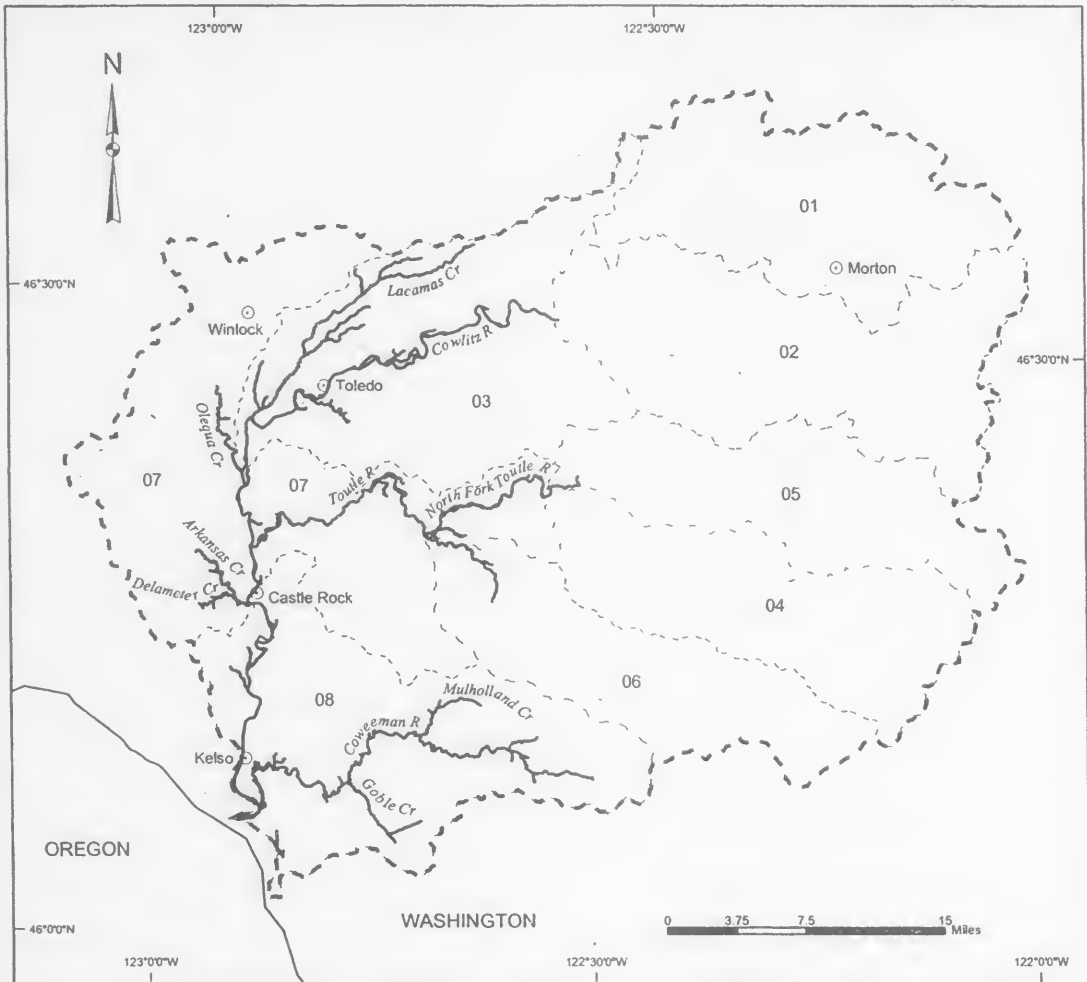 123°0'0"W
122°30'0"W
N
01
Morton
46°30'0"N
Lacamas Cr
Winlock
02
Cowlitz R
46°30'0"N
Toledo
03
Olequa Cr
07
07
Toutle R
North Fork Toutle R
05
Arkansas Cr
Delameter Cr
Castle Rock
04
06
Mulholland Cr
08
Coweeman R
Kelso
Goble Cr
OREGON
WASHINGTON
0 3.75 7.5 15
Miles
46°0'0"N
123°0'0"W
122°30'0"W
122°0'0"W